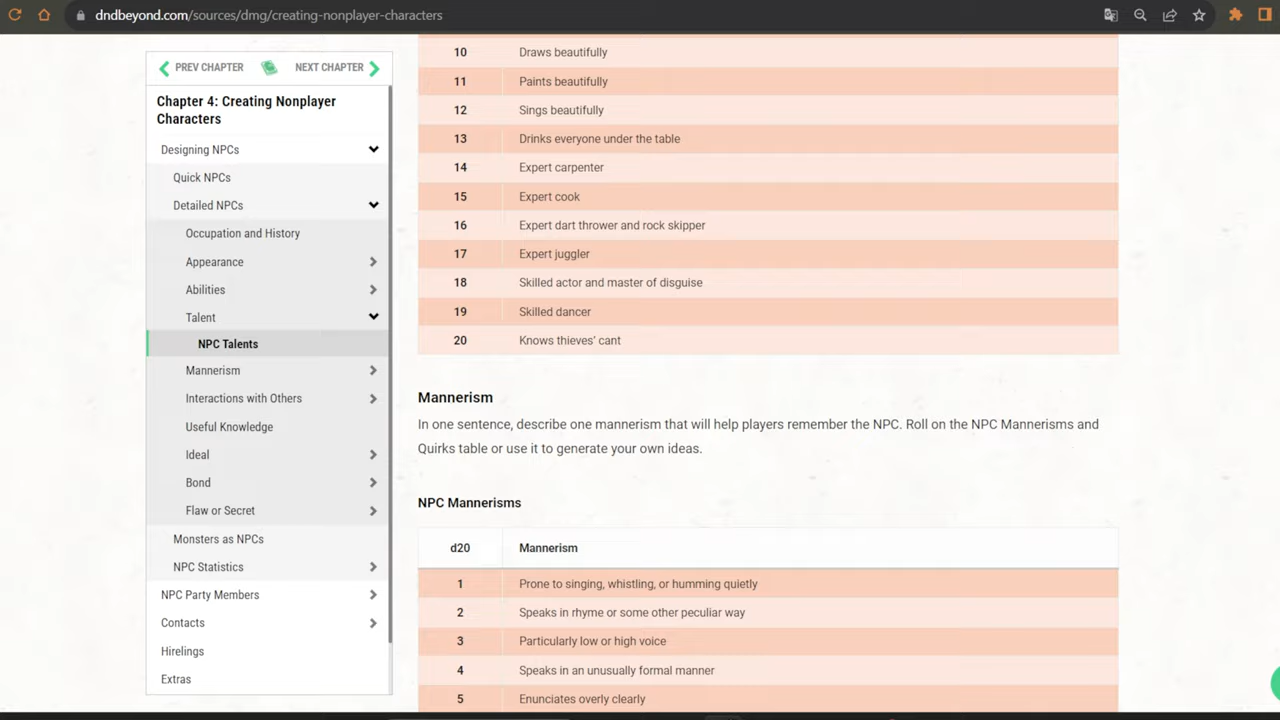 dndbeyond.com/sources/dmg/creating-nonplayer-characters
PREV CHAPTER
NEXT CHAPTER
Chapter 4: Creating Nonplayer
Characters
Designing NPCs
Quick NPCs
Detailed NPCs
Occupation and History
Appearance
Abilities
Talent
NPC Talents
Mannerism
Interactions with Others
Useful Knowledge
Ideal
Bond
Flaw or Secret
Monsters as NPCs
NPC Statistics
NPC Party Members
Contacts
Hirelings
Extras
10 Draws beautifully
11 Paints beautifully
12 Sings beautifully
13 Drinks everyone under the table
14 Expert carpenter
15 Expert cook
16 Expert dart thrower and rock skipper
17 Expert juggler
18 Skilled actor and master of disguise
19 Skilled dancer
20 Knows thieves’ cant
Mannerism
In one sentence, describe one mannerism that will help players remember the NPC. Roll on the NPC Mannerisms and
Quirks table or use it to generate your own ideas.
NPC Mannerisms
d20 Mannerism
1 Prone to singing, whistling, or humming quietly
2 Speaks in rhyme or some other peculiar way
3 Particularly low or high voice
4 Speaks in an unusually formal manner
5 Enunciates overly clearly